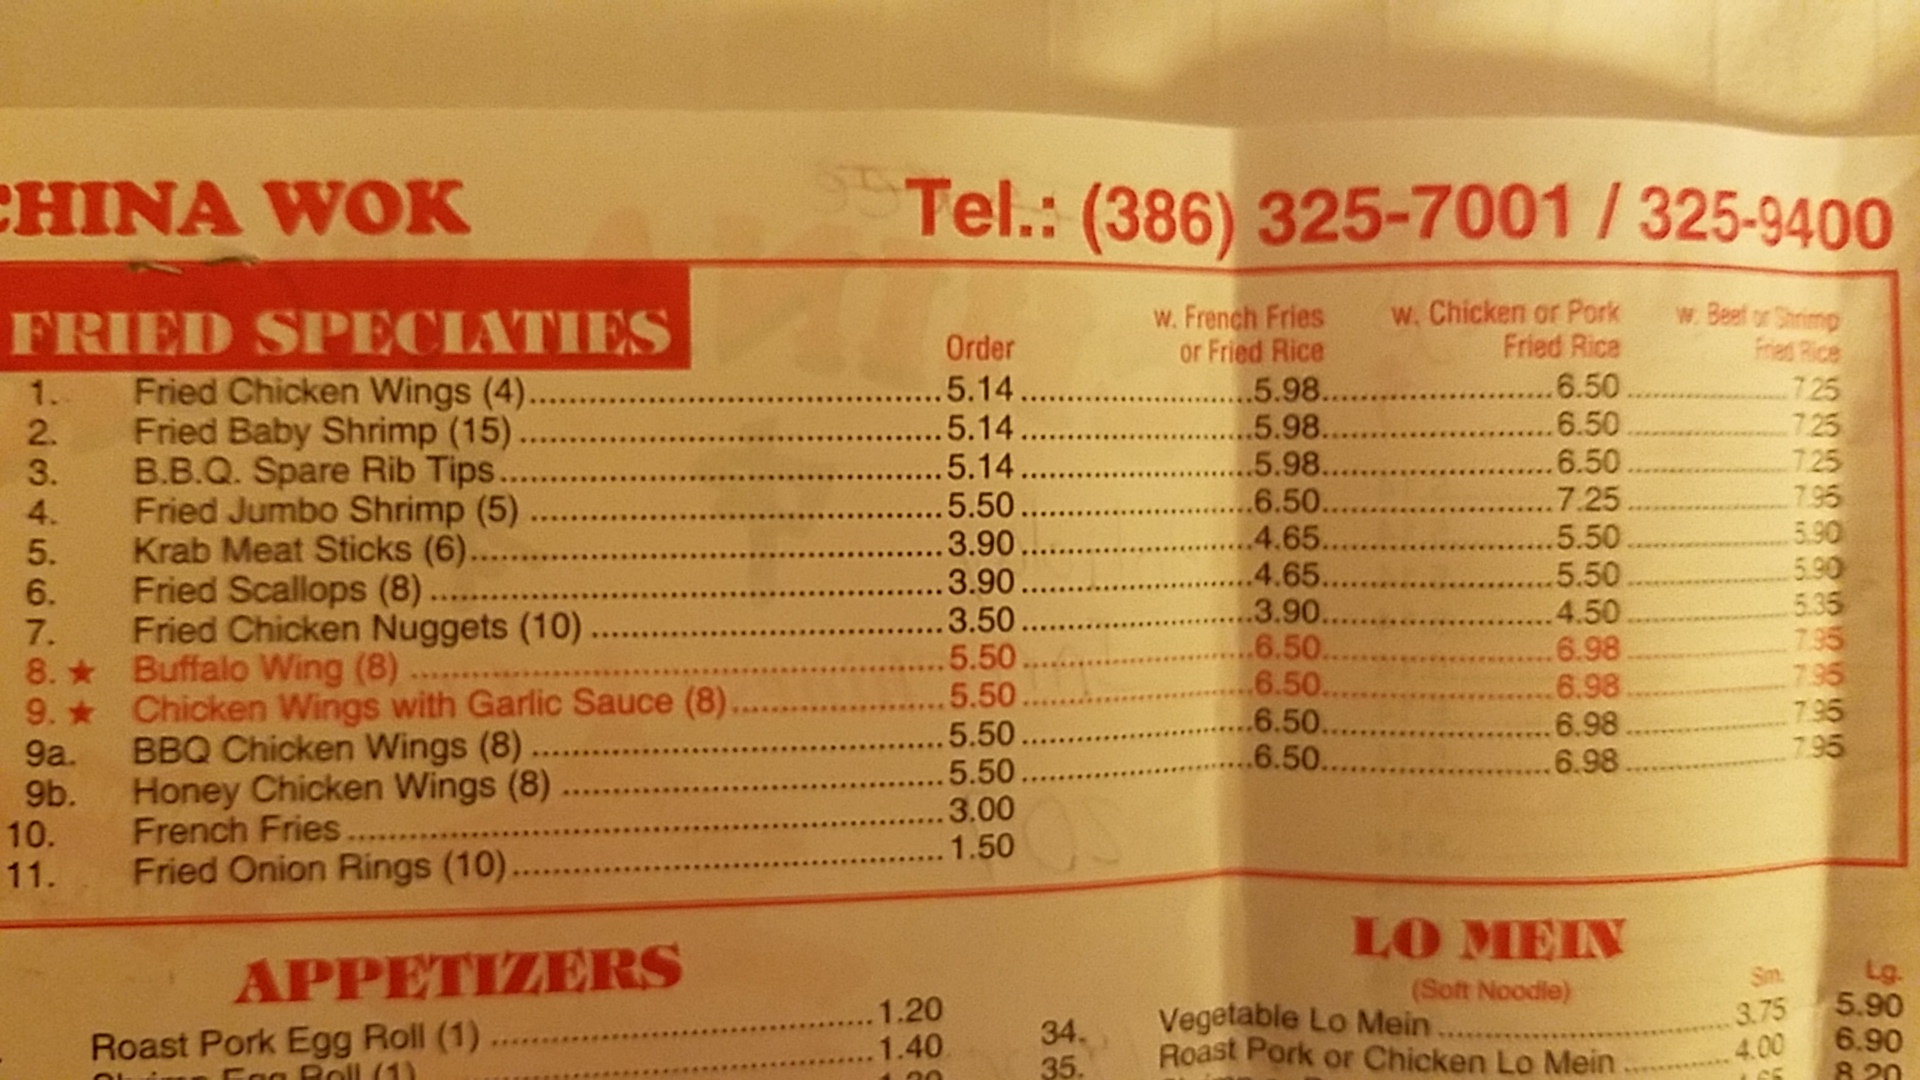 CHINA WOK Tel.: (386) 325-7001 / 325-9400
FRIED SPECIALTIES
Order w. French Fries or Fried Rice w. Chicken or Pork Fried Rice w. Beef or Shrimp Fried Rice
1. Fried Chicken Wings (4) 5.14 5.98 6.50 7.25
2. Fried Baby Shrimp (15) 5.14 5.98 6.50 7.25
3. B.B.Q. Spare Rib Tips 5.14 5.98 6.50 7.25
4. Fried Jumbo Shrimp (5) 5.50 6.50 7.25 7.95
5. Krab Meat Sticks (6) 3.90 4.65 5.50 5.90
6. Fried Scallops (8) 3.90 4.65 5.50 5.90
7. Fried Chicken Nuggets (10) 3.50 3.90 4.50 5.35
8. ★ Buffalo Wing (8) 5.50 6.50 6.98 7.95
9. ★ Chicken Wings with Garlic Sauce (8) 5.50 6.50 6.98 7.95
9a. BBQ Chicken Wings (8) 5.50 6.50 6.98 7.95
9b. Honey Chicken Wings (8) 5.50 6.50 6.98 7.95
10. French Fries 3.00
11. Fried Onion Rings (10) 1.50
APPETIZERS
Roast Pork Egg Roll (1) 1.20
Shrimp Egg Roll (1) 1.40
LO MEIN
(Soft Noodle) Sm. Lg.
34. Vegetable Lo Mein 3.75 5.90
35. Roast Pork or Chicken Lo Mein 4.00 6.90
8.20